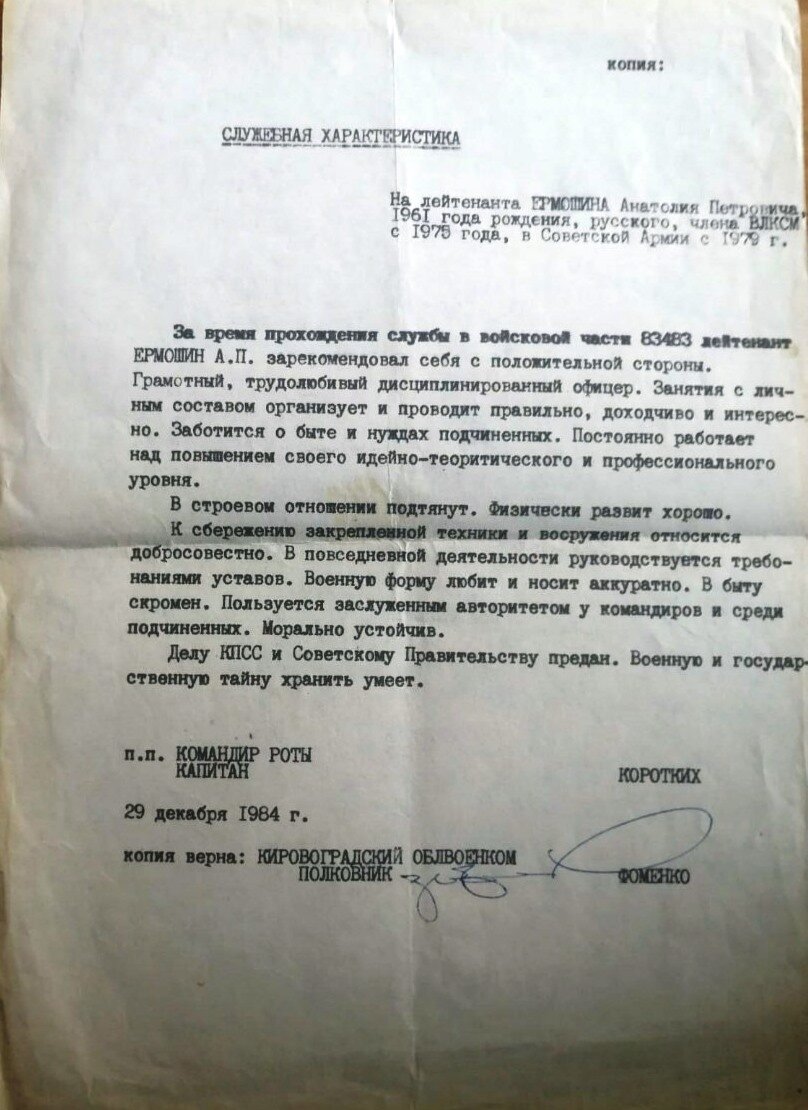 копия:
СЛУЖЕБНАЯ ХАРАКТЕРИСТИКА
На лейтенанта ЕРМОШИНА Анатолия Петровича,
1961 года рождения, русского, члена ВЛКСМ
с 1975 года, в Советской Армии с 1979 г.
За время прохождения службы в войсковой части 83483 лейтенант
ЕРМОШИН А.П. зарекомендовал себя с положительной стороны.
Грамотный, трудолюбивый дисциплинированный офицер. Занятия с лич-
ным составом организует и проводит правильно, доходчиво и интерес-
но. Заботится о быте и нуждах подчиненных. Постоянно работает
над повышением своего идейно-теоритического и профессионального
уровня.
В строевом отношении подтянут. Физически развит хорошо.
К сбережению закрепленной техники и вооружения относится
добросовестно. В повседневной деятельности руководствуется требо-
наниями уставов. Военную форму любит и носит аккуратно. В быту
скромен. Пользуется заслуженным авторитетом у командиров и среди
подчиненных. Морально устойчив.
Делу КПСС и Советскому Правительству предан. Военную и государ-
ственную тайну хранить умеет.
п.п. КОМАНДИР РОТЫ
КАПИТАН КОРОТКИХ
29 декабря 1984 г.
копия верна: КИРОВОГРАДСКИЙ ОБЛВОЕНКОМ
ПОЛКОВНИК ФОМЕНКО